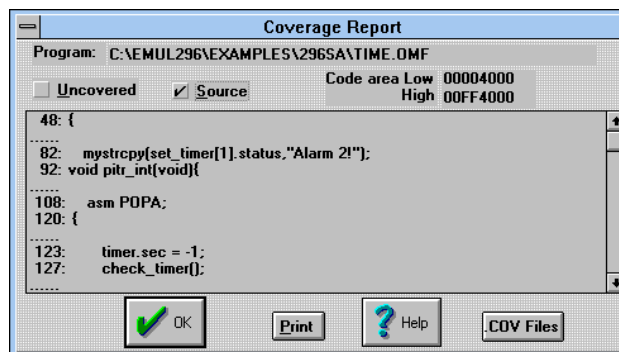 Coverage Report
Program: C:\EMUL296\EXAMPLES\296SA\TIME.OMF
Uncovered Source Code area Low 00004000
High 00FF4000
48: {
......
82: mystrcpy(set_timer[1].status,"Alarm 2!");
92: void pitr_int(void){
......
108: asm POPA;
120: {
......
123: timer.sec = -1;
127: check_timer();
......
OK Print Help .COV Files